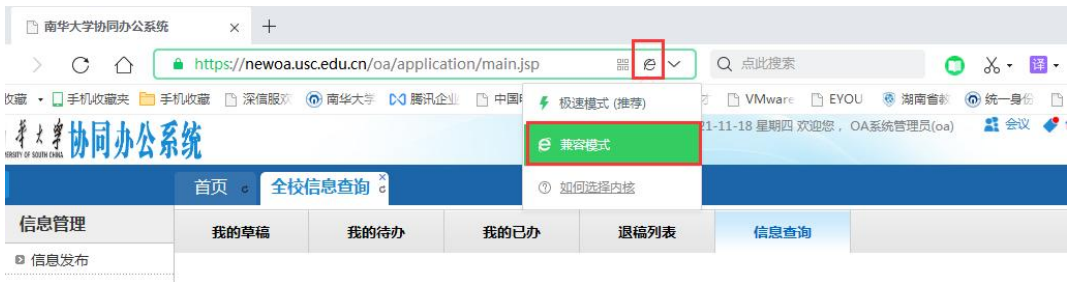 南华大学协同办公系统
https://newoa.usc.edu.cn/oa/application/main.jsp
点此搜索
译
收藏 手机收藏夹 手机收藏 深信服 南华大学 腾讯企业 中国 VMware EYOU 湖南省 统一身份
极速模式 (推荐)
协同办公系统
21-11-18 星期四 欢迎您， OA系统管理员(oa) 会议
兼容模式
首页 全校信息查询
如何选择内核
信息管理
我的草稿 我的待办 我的已办 退稿列表 信息查询
信息发布